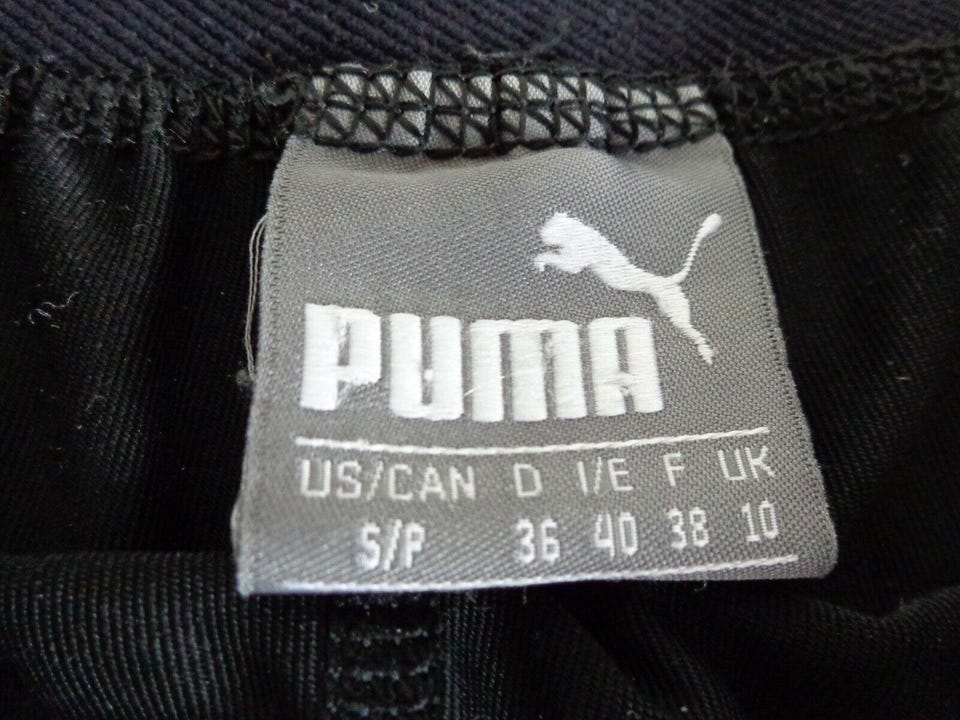 PUMA
US/CAN D I/E F UK
S/P 36 40 38 10